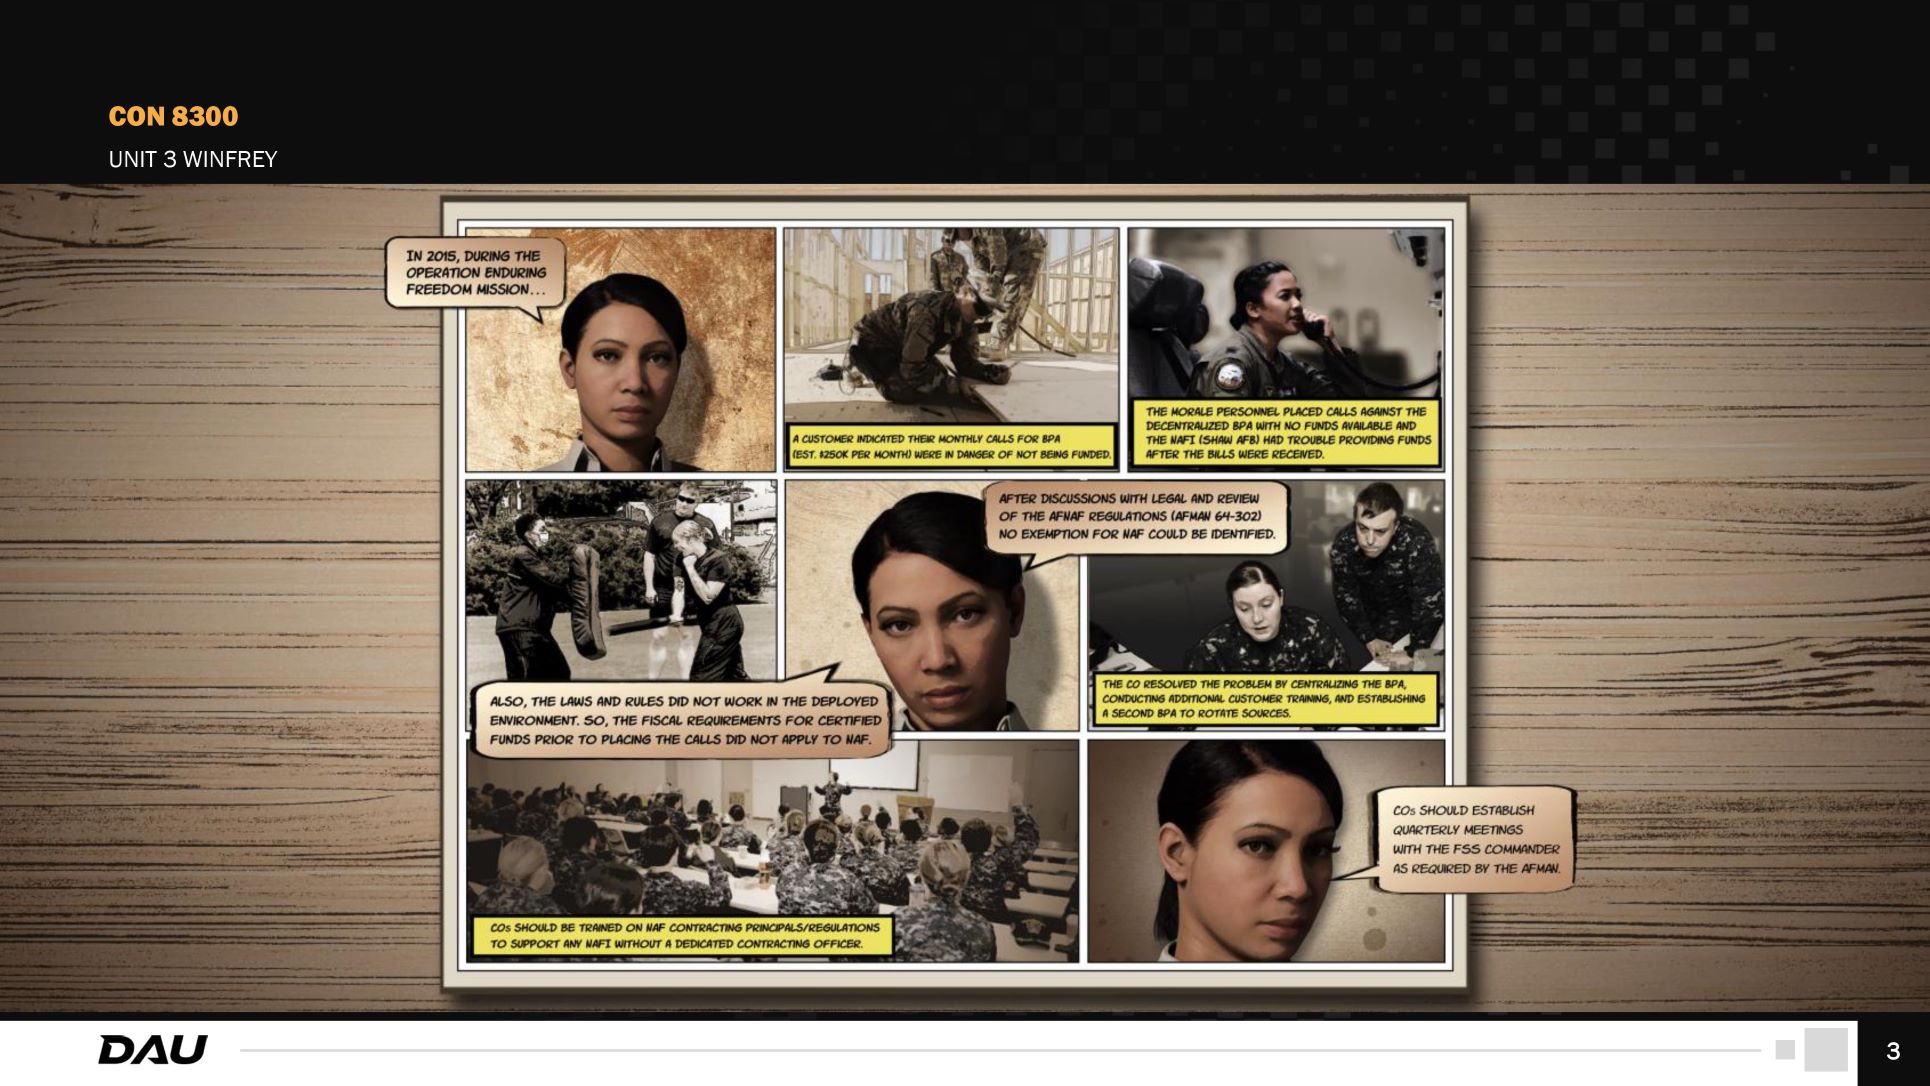 CON 8300
UNIT 3 WINFREY
IN 2015, DURING THE
OPERATION ENDURING
FREEDOM MISSION...
A CUSTOMER INDICATED THEIR MONTHLY CALLS FOR BPA
(EST. $250K PER MONTH) WERE IN DANGER OF NOT BEING FUNDED.
THE MORALE PERSONNEL PLACED CALLS AGAINST THE
DECENTRALIZED BPA WITH NO FUNDS AVAILABLE AND
THE NAFI (SHAW AFB) HAD TROUBLE PROVIDING FUNDS
AFTER THE BILLS WERE RECEIVED.
AFTER DISCUSSIONS WITH LEGAL AND REVIEW
OF THE AFNAF REGULATIONS (AFMAN 64-302)
NO EXEMPTION FOR NAF COULD BE IDENTIFIED.
ALSO, THE LAWS AND RULES DID NOT WORK IN THE DEPLOYED
ENVIRONMENT. SO, THE FISCAL REQUIREMENTS FOR CERTIFIED
FUNDS PRIOR TO PLACING THE CALLS DID NOT APPLY TO NAF.
THE CO RESOLVED THE PROBLEM BY CENTRALIZING THE BPA,
CONDUCTING ADDITIONAL CUSTOMER TRAINING, AND ESTABLISHING
A SECOND BPA TO ROTATE SOURCES.
COs SHOULD BE TRAINED ON NAF CONTRACTING PRINCIPALS/REGULATIONS
TO SUPPORT ANY NAFI WITHOUT A DEDICATED CONTRACTING OFFICER.
COs SHOULD ESTABLISH
QUARTERLY MEETINGS
WITH THE FSS COMMANDER
AS REQUIRED BY THE AFMAN.
DAU
3